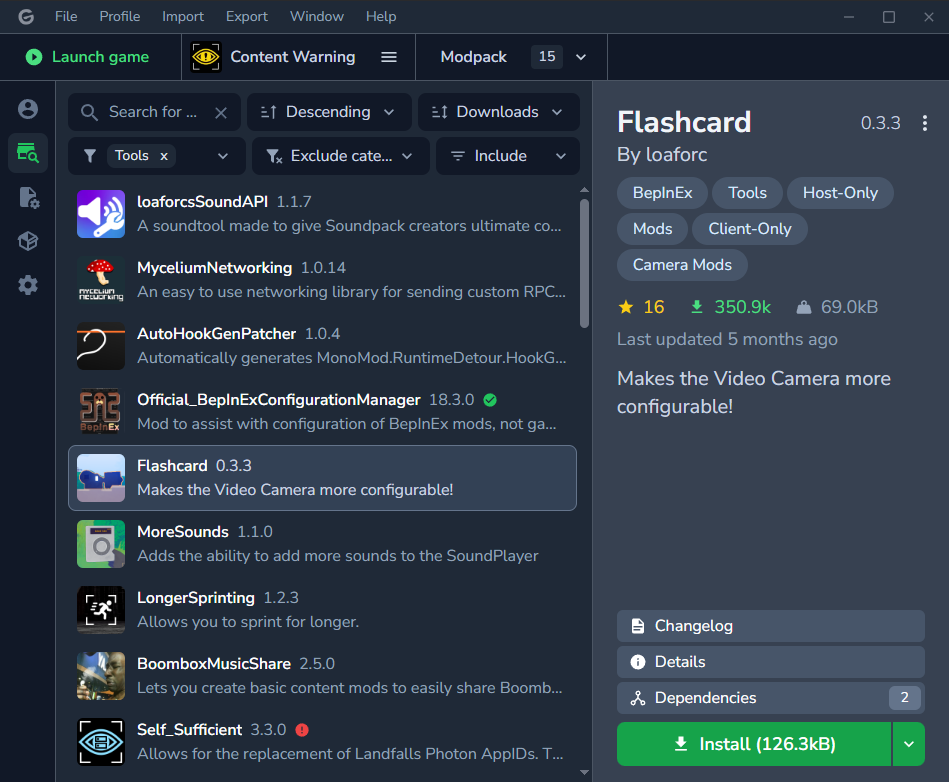 File Profile Import Export Window Help
Launch game Content Warning Modpack 15
Search for ... Descending Downloads
Tools x Exclude cate... Include
loaforcsSoundAPI 1.1.7
A soundtool made to give Soundpack creators ultimate co...
MyceliumNetworking 1.0.14
An easy to use networking library for sending custom RPC...
AutoHookGenPatcher 1.0.4
Automatically generates MonoMod.RuntimeDetour.HookG...
Official_BepInExConfigurationManager 18.3.0
Mod to assist with configuration of BepInEx mods, not ga...
Flashcard 0.3.3
Makes the Video Camera more configurable!
MoreSounds 1.1.0
Adds the ability to add more sounds to the SoundPlayer
LongerSprinting 1.2.3
Allows you to sprint for longer.
BoomboxMusicShare 2.5.0
Lets you create basic content mods to easily share Boomb...
Self_Sufficient 3.3.0
Allows for the replacement of Landfalls Photon AppIDs. T...
MYCELIUM
NETWORKING
BepInEx
Flashcard 0.3.3
By loaforc
BepInEx Tools Host-Only
Mods Client-Only
Camera Mods
16 350.9k 69.0kB
Last updated 5 months ago
Makes the Video Camera more
configurable!
Changelog
Details
Dependencies 2
Install (126.3kB)